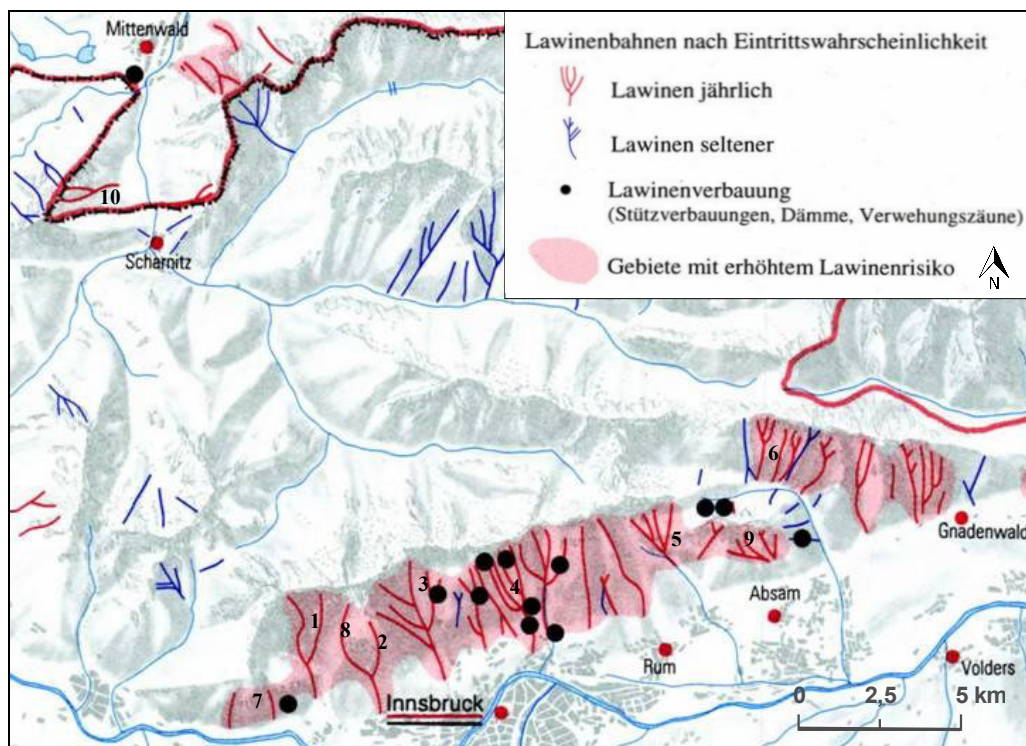 Mittenwald
Lawinenbahnen nach Eintrittswahrscheinlichkeit
Lawinen jährlich
Lawinen seltener
Lawinenverbauung
(Stützverbauungen, Dämme, Verwehungszäune)
Gebiete mit erhöhtem Lawinenrisiko
N
10
Scharnitz
6
Gnadenwald
5
9
3
4
Absam
1
8
2
Rum
Volders
7
Innsbruck
0 2,5 5 km